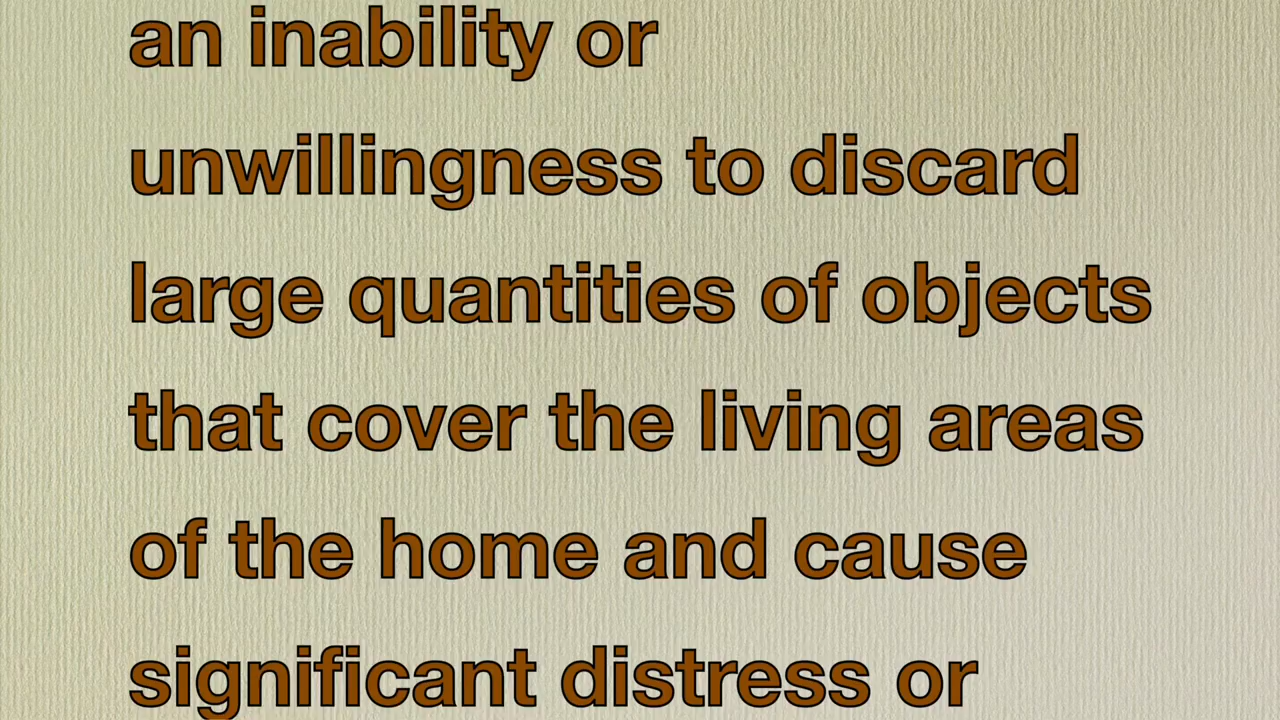 an inability or
unwillingness to discard
large quantities of objects
that cover the living areas
of the home and cause
significant distress or